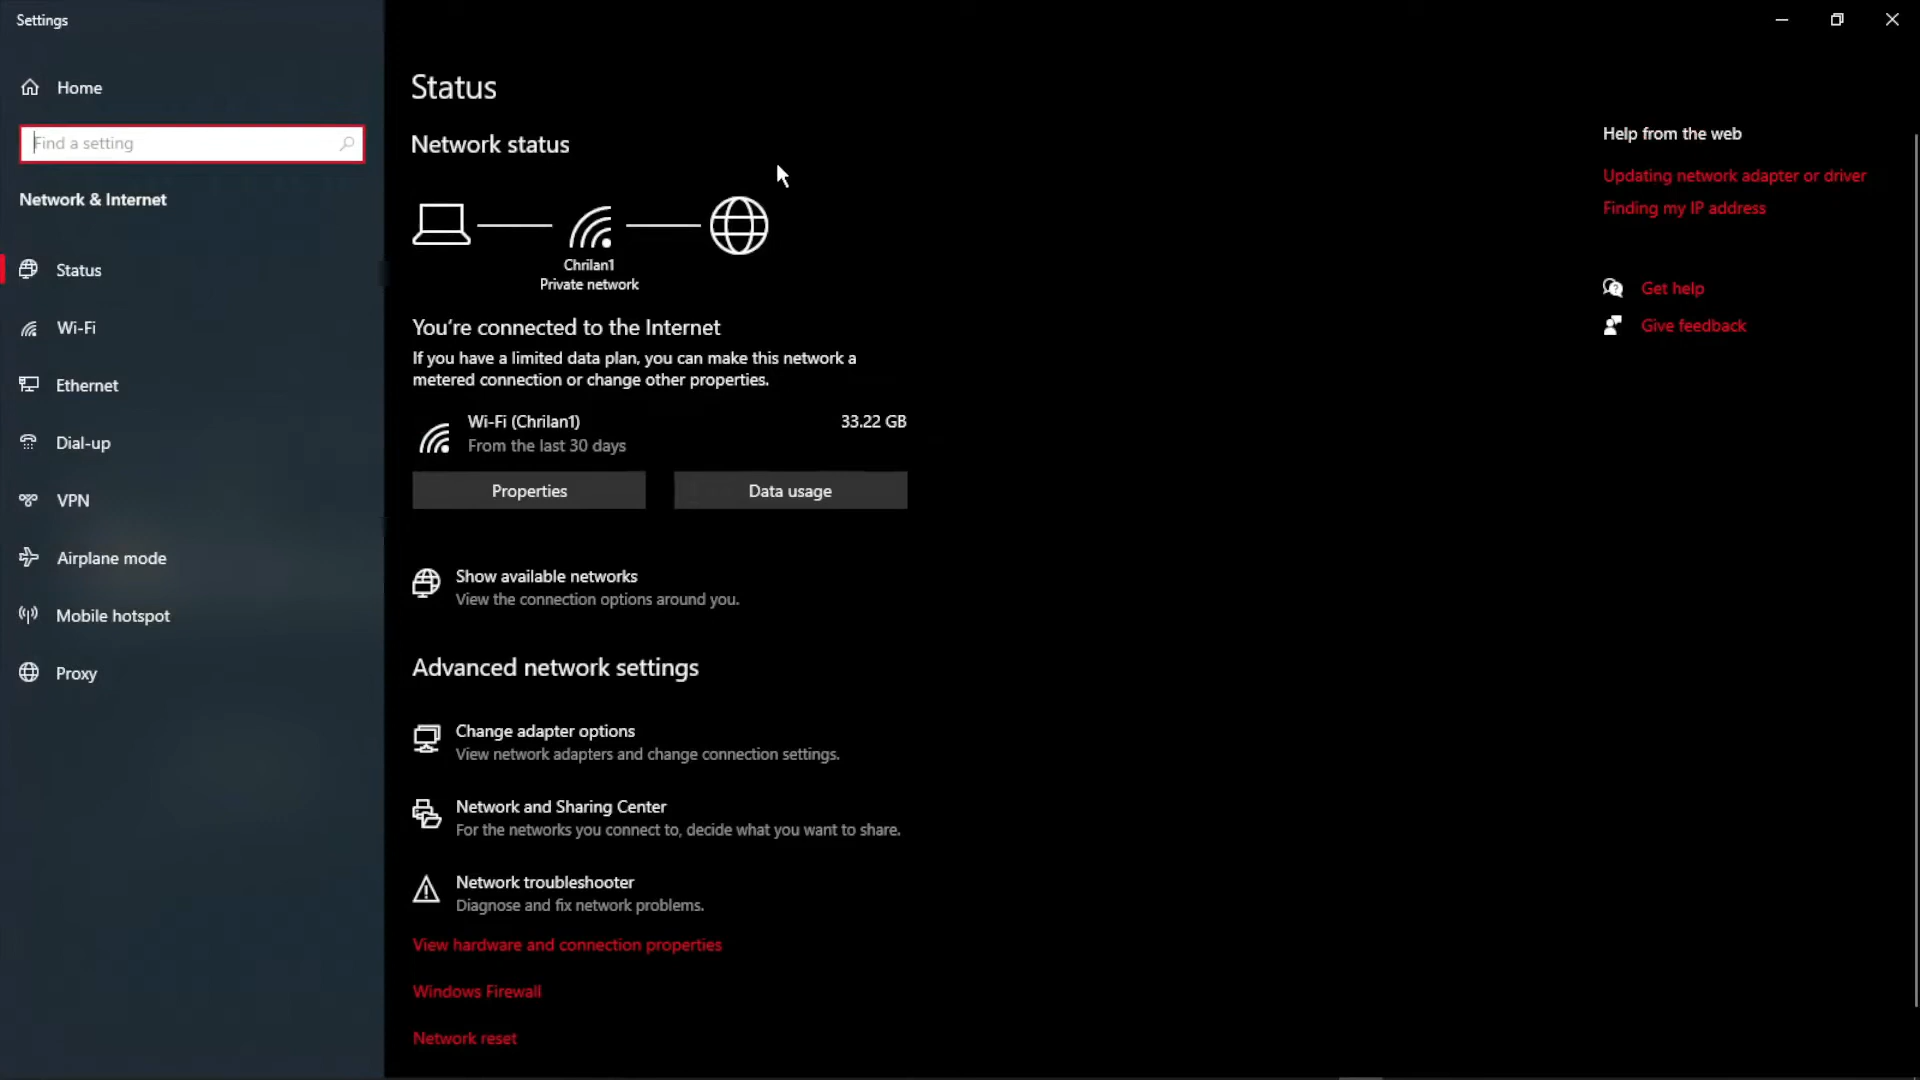 Settings
Home
Find a setting
Network & Internet
Status
Wi-Fi
Ethernet
Dial-up
VPN
Airplane mode
Mobile hotspot
Proxy
Status
Network status
Chrilan1
Private network
You're connected to the Internet
If you have a limited data plan, you can make this network a
metered connection or change other properties.
Wi-Fi (Chrilan1)
33.22 GB
From the last 30 days
Properties
Data usage
Show available networks
View the connection options around you.
Advanced network settings
Change adapter options
View network adapters and change connection settings.
Network and Sharing Center
For the networks you connect to, decide what you want to share.
Network troubleshooter
Diagnose and fix network problems.
View hardware and connection properties
Windows Firewall
Network reset
Help from the web
Updating network adapter or driver
Finding my IP address
Get help
Give feedback